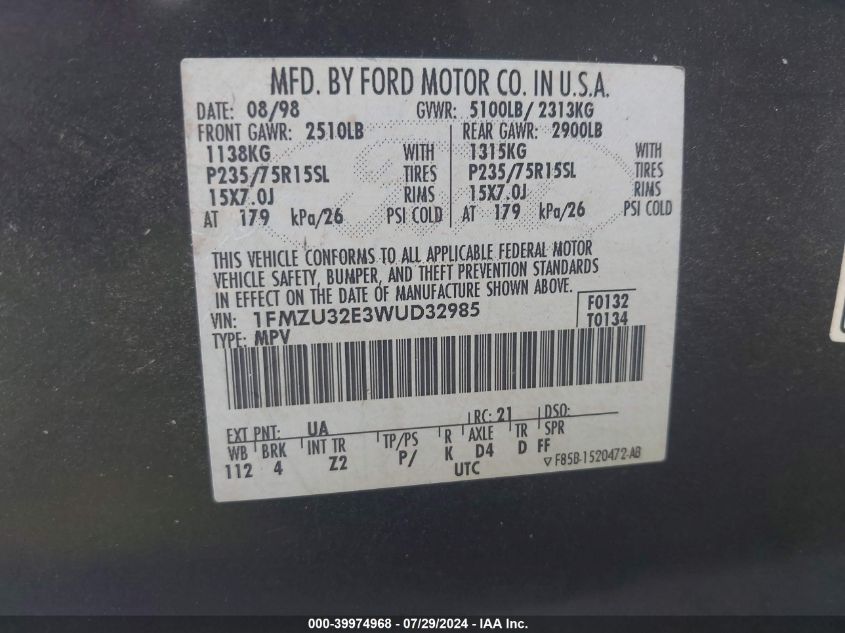 MFD. BY FORD MOTOR CO. IN U.S.A.
DATE: 08/98 GVWR: 5100LB/ 2313KG
FRONT GAWR: 2510LB REAR GAWR: 2900LB
1138KG WITH 1315KG WITH
P235/75R15SL TIRES P235/75R15SL TIRES
15X7.0J RIMS 15X7.0J RIMS
AT 179 kPa/26 PSI COLD AT 179 kPa/26 PSI COLD
THIS VEHICLE CONFORMS TO ALL APPLICABLE FEDERAL MOTOR
VEHICLE SAFETY, BUMPER, AND THEFT PREVENTION STANDARDS
IN EFFECT ON THE DATE OF MANUFACTURE SHOWN ABOVE.
VIN: 1FMZU32E3WUD32985 F0132
TYPE: MPV T0134
EXT PNT: UA RC: 21 DSO:
WB BRK INT TR TP/PS R AXLE TR SPR
112 4 Z2 P/ K D4 D FF
UTC ▽ F85B-1520472-AB
000-39974968 - 07/29/2024 - IAA Inc.